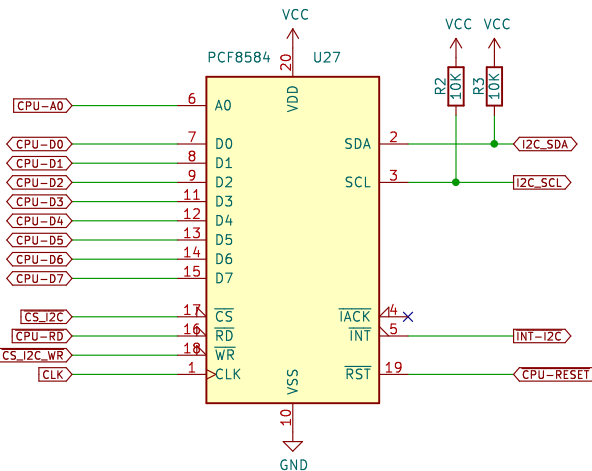 VCC
VCC VCC
PCF8584 U27
20
VDD
R2 10K R3 10K
CPU-A0 6 A0
CPU-D0 7 D0 SDA 2 I2C_SDA
CPU-D1 8 D1
CPU-D2 9 D2 SCL 3 I2C_SCL
CPU-D3 11 D3
CPU-D4 12 D4
CPU-D5 13 D5
CPU-D6 14 D6
CPU-D7 15 D7
CS_I2C 17 CS IACK 4
CPU-RD 16 RD INT 5 INT-I2C
CS_I2C_WR 18 WR
CLK 1 CLK RST 19 CPU-RESET
VSS
10
GND